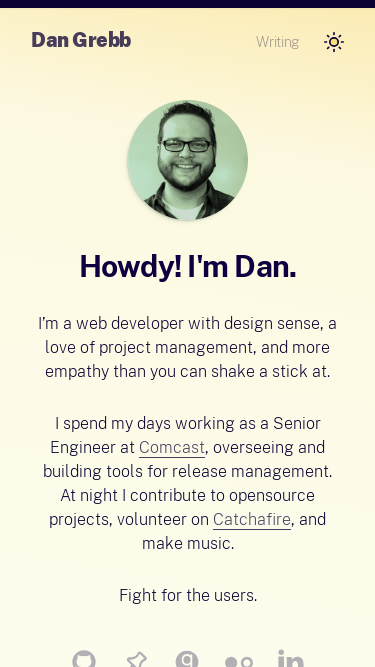 Dan Grebb
Writing
Howdy! I'm Dan.
I’m a web developer with design sense, a
love of project management, and more
empathy than you can shake a stick at.
I spend my days working as a Senior
Engineer at Comcast, overseeing and
building tools for release management.
At night I contribute to opensource
projects, volunteer on Catchafire, and
make music.
Fight for the users.